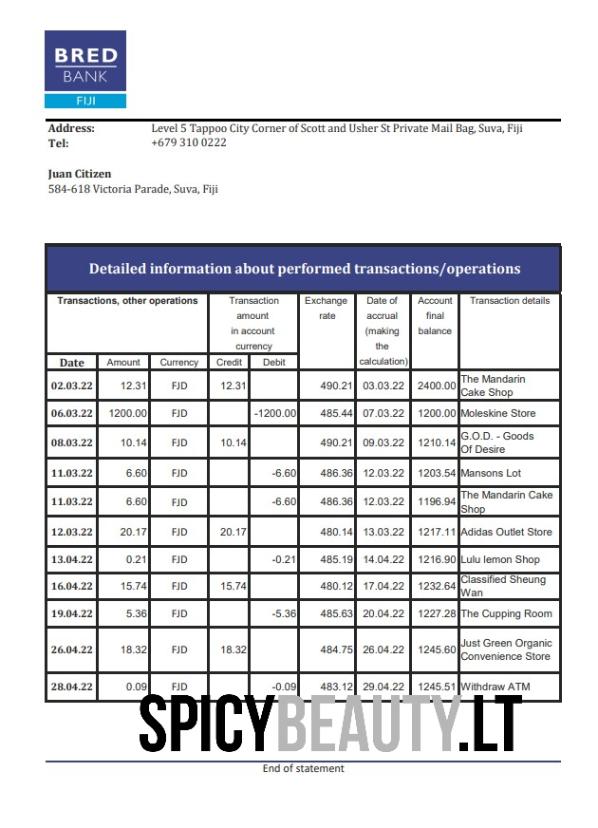 BRED
BANK
FIJI
Address: Level 5 Tappoo City Corner of Scott and Usher St Private Mail Bag, Suva, Fiji
Tel: +679 310 0222
Juan Citizen
584-618 Victoria Parade, Suva, Fiji
Detailed information about performed transactions/operations
Transactions, other operations Transaction Exchange Date of Account Transaction details
amount rate accrual final
in account (making balance
currency the
Date Amount Currency Credit Debit calculation)
02.03.22 12.31 FJD 12.31 490.21 03.03.22 2400.00 The Mandarin
Cake Shop
06.03.22 1200.00 FJD -1200.00 485.44 07.03.22 1200.00 Moleskine Store
08.03.22 10.14 FJD 10.14 490.21 09.03.22 1210.14 G.O.D. - Goods
Of Desire
11.03.22 6.60 FJD -6.60 486.36 12.03.22 1203.54 Mansons Lot
11.03.22 6.60 FJD -6.60 486.36 12.03.22 1196.94 The Mandarin Cake
Shop
12.03.22 20.17 FJD 20.17 480.14 13.03.22 1217.11 Adidas Outlet Store
13.04.22 0.21 FJD -0.21 485.19 14.04.22 1216.90 Lulu lemon Shop
16.04.22 15.74 FJD 15.74 480.12 17.04.22 1232.64 Classified Sheung
Wan
19.04.22 5.36 FJD -5.36 485.63 20.04.22 1227.28 The Cupping Room
26.04.22 18.32 FJD 18.32 484.75 26.04.22 1245.60 Just Green Organic
Convenience Store
28.04.22 0.09 FJD -0.09 483.12 29.04.22 1245.51 Withdraw ATM
SPICYBEAUTY.LT
End of statement